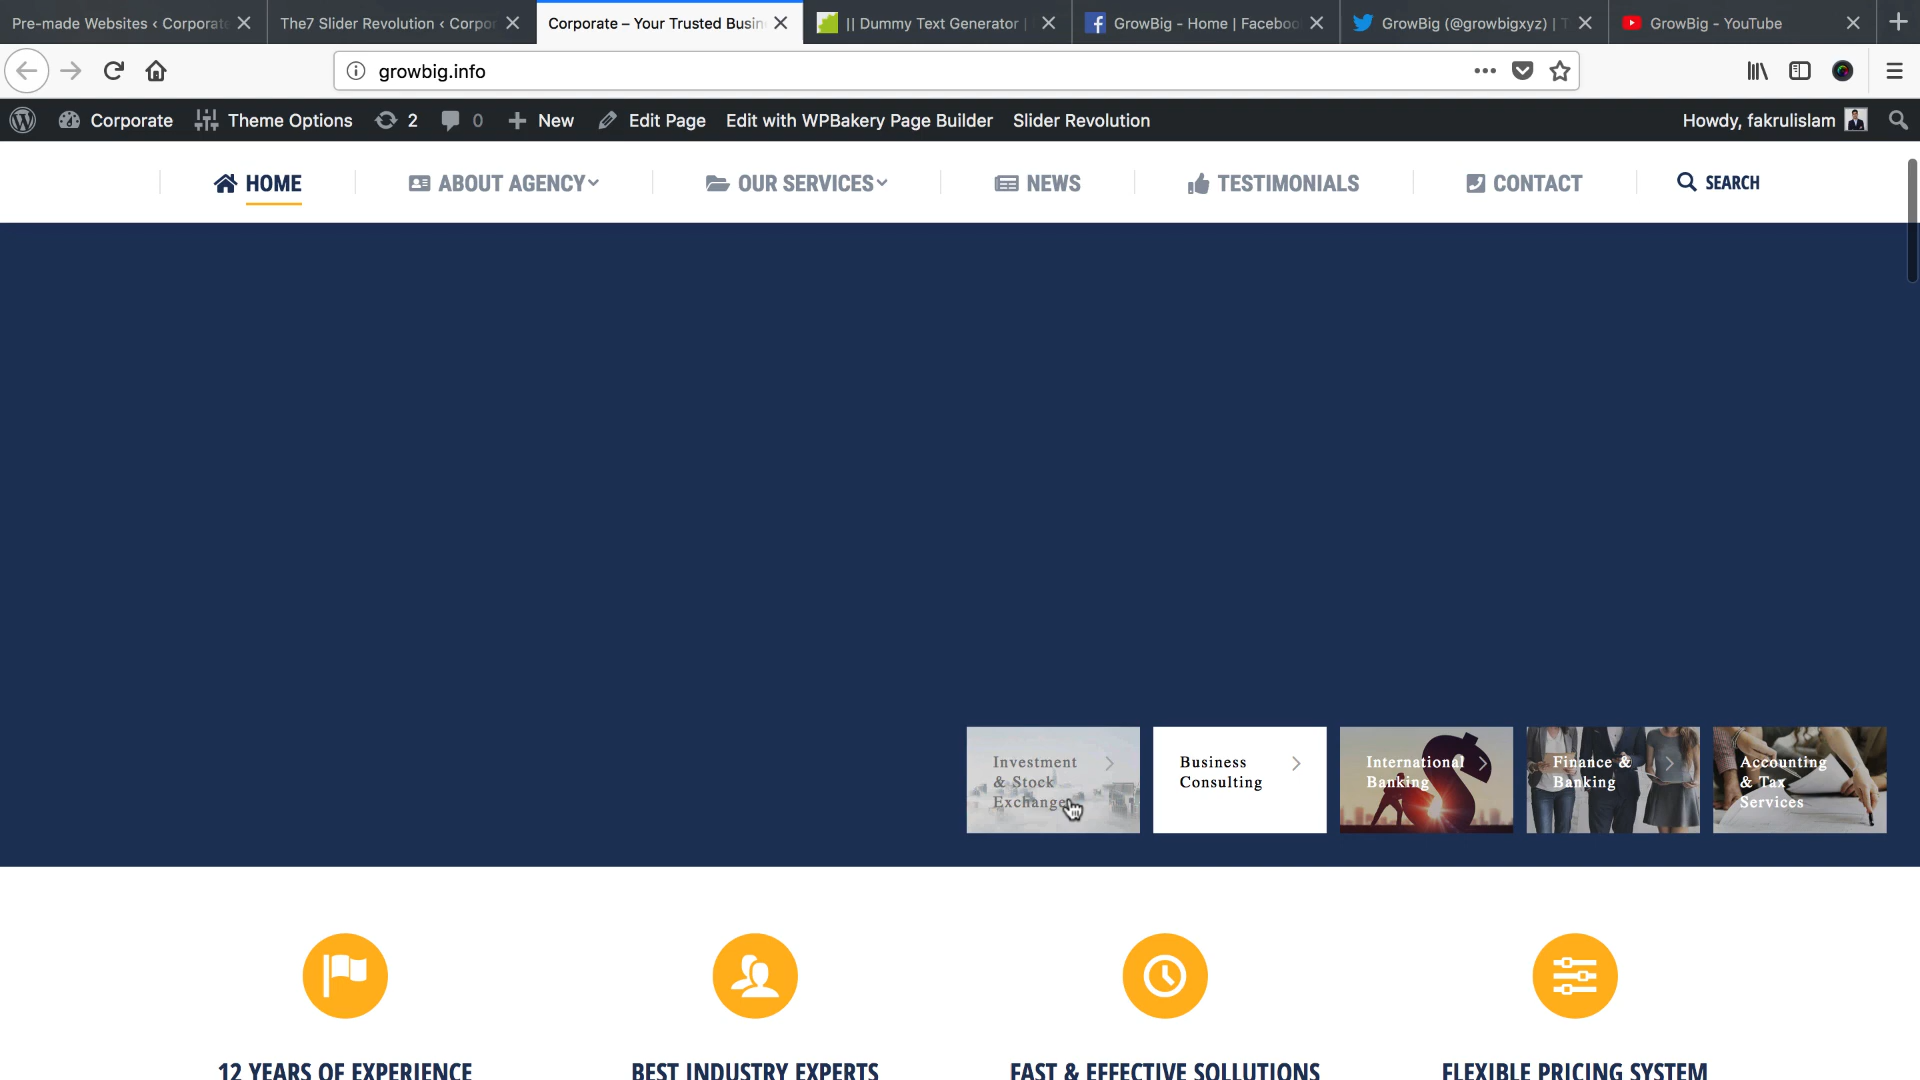 Pre-made Websites ‹ Corporate
The7 Slider Revolution ‹ Corpor
Corporate – Your Trusted Busin
|| Dummy Text Generator |
GrowBig - Home | Faceboo
GrowBig (@growbigxyz) | T
GrowBig - YouTube
growbig.info
Corporate
Theme Options
2
0
New
Edit Page
Edit with WPBakery Page Builder
Slider Revolution
Howdy, fakrulislam
HOME
ABOUT AGENCY
OUR SERVICES
NEWS
TESTIMONIALS
CONTACT
SEARCH
Investment
& Stock
Exchange
Business
Consulting
International
Banking
Finance &
Banking
Accounting
& Tax
Services
12 YEARS OF EXPERIENCE
BEST INDUSTRY EXPERTS
FAST & EFFECTIVE SOLLUTIONS
FLEXIBLE PRICING SYSTEM